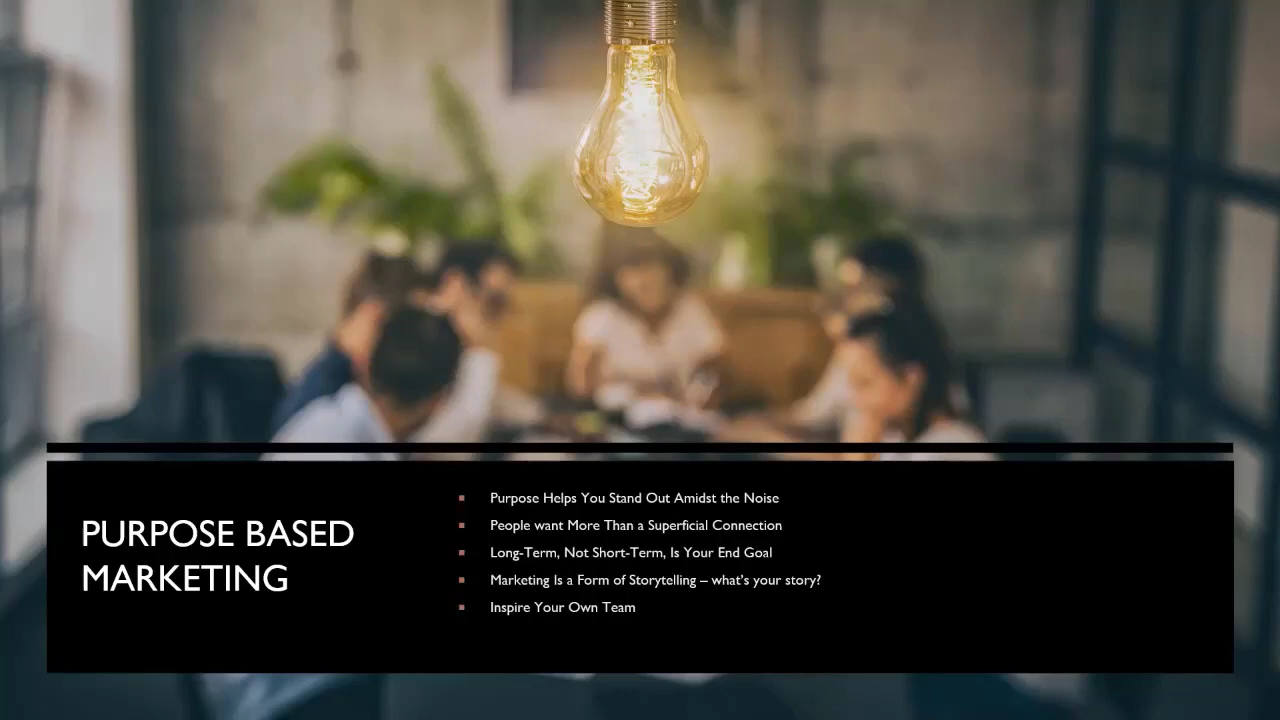 PURPOSE BASED
MARKETING
Purpose Helps You Stand Out Amidst the Noise
People want More Than a Superficial Connection
Long-Term, Not Short-Term, Is Your End Goal
Marketing Is a Form of Storytelling – what's your story?
Inspire Your Own Team